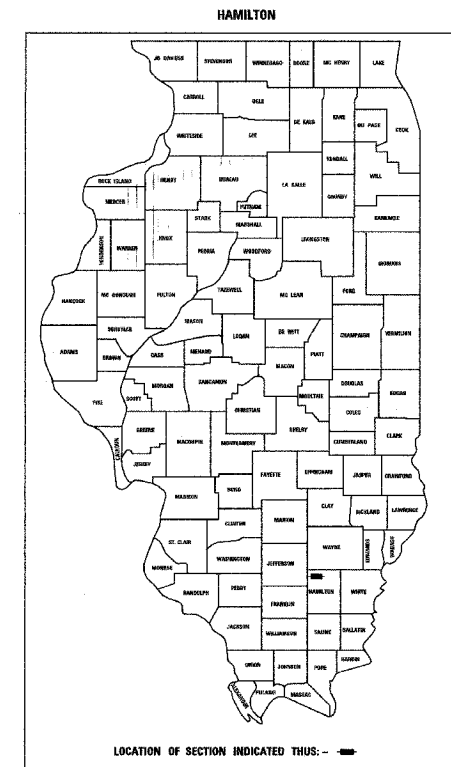 HAMILTON
JO DAVIESS STEPHENSON WINNEBAGO BOONE MC HENRY LAKE
CARROLL OGLE
DE KALB KANE
DU PAGE COOK
WHITESIDE LEE
KENDALL
WILL
ROCK ISLAND HENRY BUREAU LA SALLE
GRUNDY
MERCER
PUTNAM
KANKAKEE
STARK
MARSHALL LIVINGSTON
HENDERSON WARREN KNOX
PEORIA WOODFORD
IROQUOIS
TAZEWELL FORD
HANCOCK MC DONOUGH FULTON MC LEAN
MASON
SCHUYLER LOGAN DE WITT CHAMPAIGN VERMILION
ADAMS CASS MENARD PIATT
BROWN
MACON
MORGAN SANGAMON DOUGLAS
PIKE SCOTT MOULTRIE EDGAR
CHRISTIAN COLES
GREENE SHELBY
MACOUPIN MONTGOMERY CUMBERLAND CLARK
CALHOUN JERSEY
FAYETTE EFFINGHAM JASPER CRAWFORD
MADISON BOND
CLAY
CLINTON MARION RICHLAND LAWRENCE
ST. CLAIR WAYNE EDWARDS WABASH
WASHINGTON JEFFERSON
MONROE
RANDOLPH PERRY HAMILTON WHITE
FRANKLIN
JACKSON WILLIAMSON SALINE GALLATIN
UNION JOHNSON POPE HARDIN
ALEXANDER PULASKI MASSAC
LOCATION OF SECTION INDICATED THUS: -